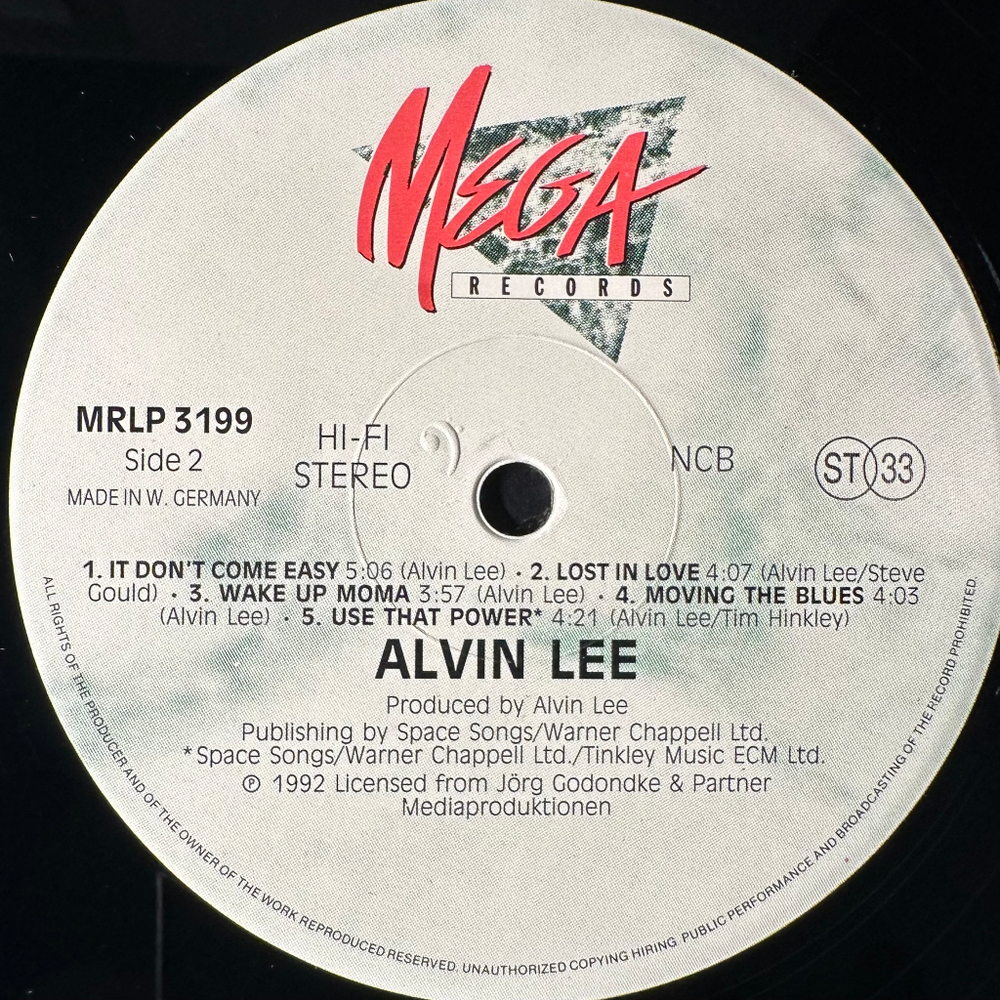 MEGA
RECORDS
MRLP 3199
Side 2
MADE IN W. GERMANY
HI-FI
STEREO
NCB
ST 33
1. IT DON'T COME EASY 5:06 (Alvin Lee) · 2. LOST IN LOVE 4:07 (Alvin Lee/Steve
Gould) · 3. WAKE UP MOMA 3:57 (Alvin Lee) · 4. MOVING THE BLUES 4:03
(Alvin Lee) · 5. USE THAT POWER* 4:21 (Alvin Lee/Tim Hinkley)
ALVIN LEE
Produced by Alvin Lee
Publishing by Space Songs/Warner Chappell Ltd.
*Space Songs/Warner Chappell Ltd./Tinkley Music ECM Ltd.
℗ 1992 Licensed from Jörg Godondke & Partner
Mediaproduktionen
ALL RIGHTS OF THE PRODUCER AND OF THE OWNER OF THE WORK REPRODUCED RESERVED. UNAUTHORIZED COPYING HIRING PUBLIC PERFORMANCE AND BROADCASTING OF THE RECORD PROHIBITED